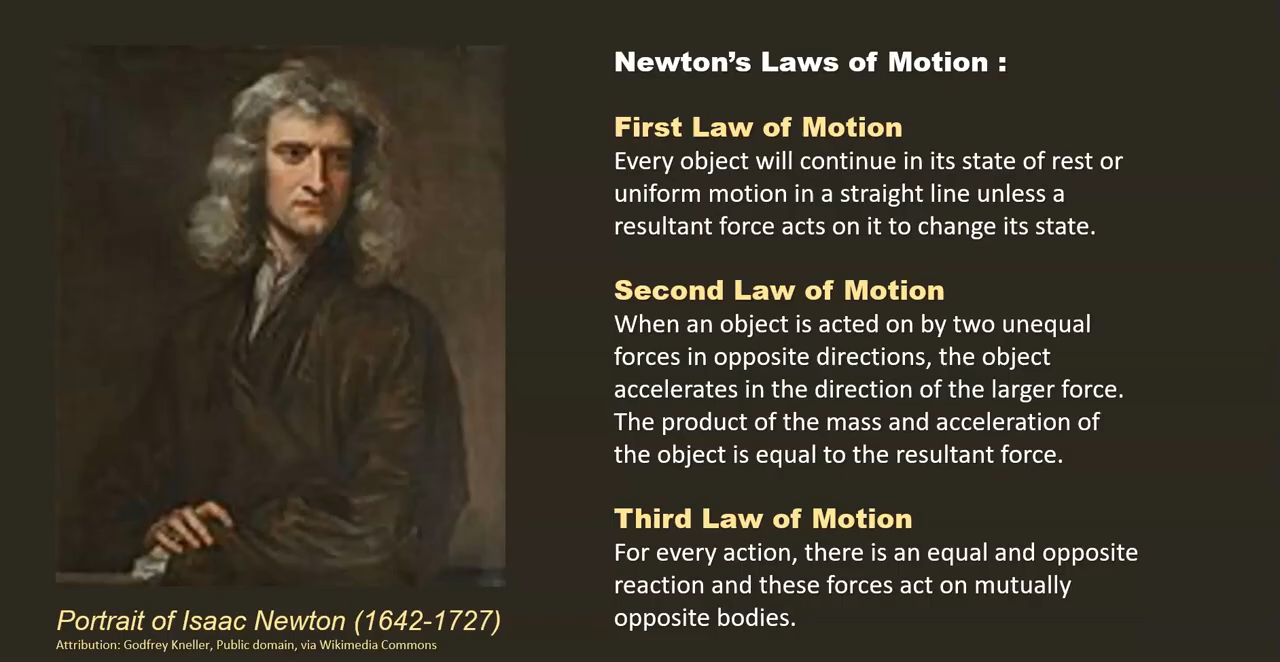 Newton’s Laws of Motion :
First Law of Motion
Every object will continue in its state of rest or
uniform motion in a straight line unless a
resultant force acts on it to change its state.
Second Law of Motion
When an object is acted on by two unequal
forces in opposite directions, the object
accelerates in the direction of the larger force.
The product of the mass and acceleration of
the object is equal to the resultant force.
Third Law of Motion
For every action, there is an equal and opposite
reaction and these forces act on mutually
opposite bodies.
Portrait of Isaac Newton (1642-1727)
Attribution: Godfrey Kneller, Public domain, via Wikimedia Commons